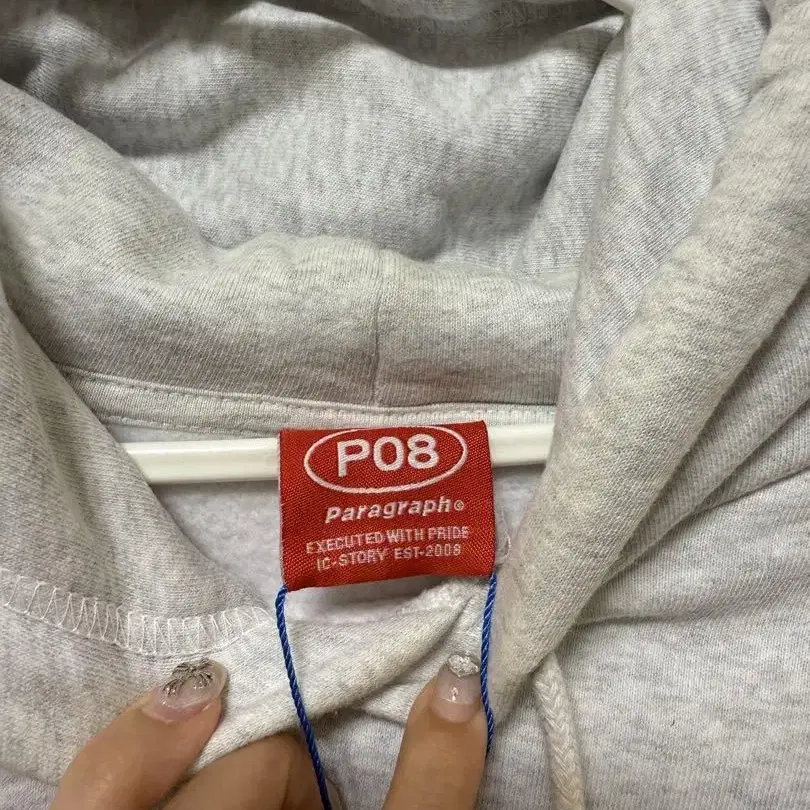 P08
Paragraph®
EXECUTED WITH PRIDE
IC-STORY EST-2008